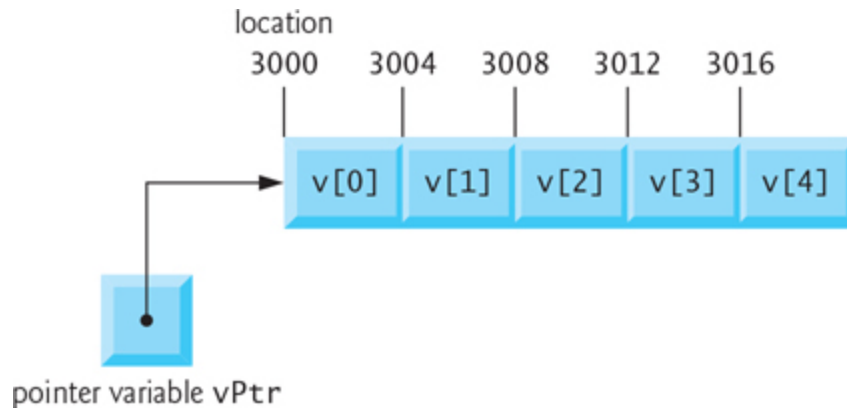 location
3000 3004 3008 3012 3016
v[0] v[1] v[2] v[3] v[4]
pointer variable vPtr